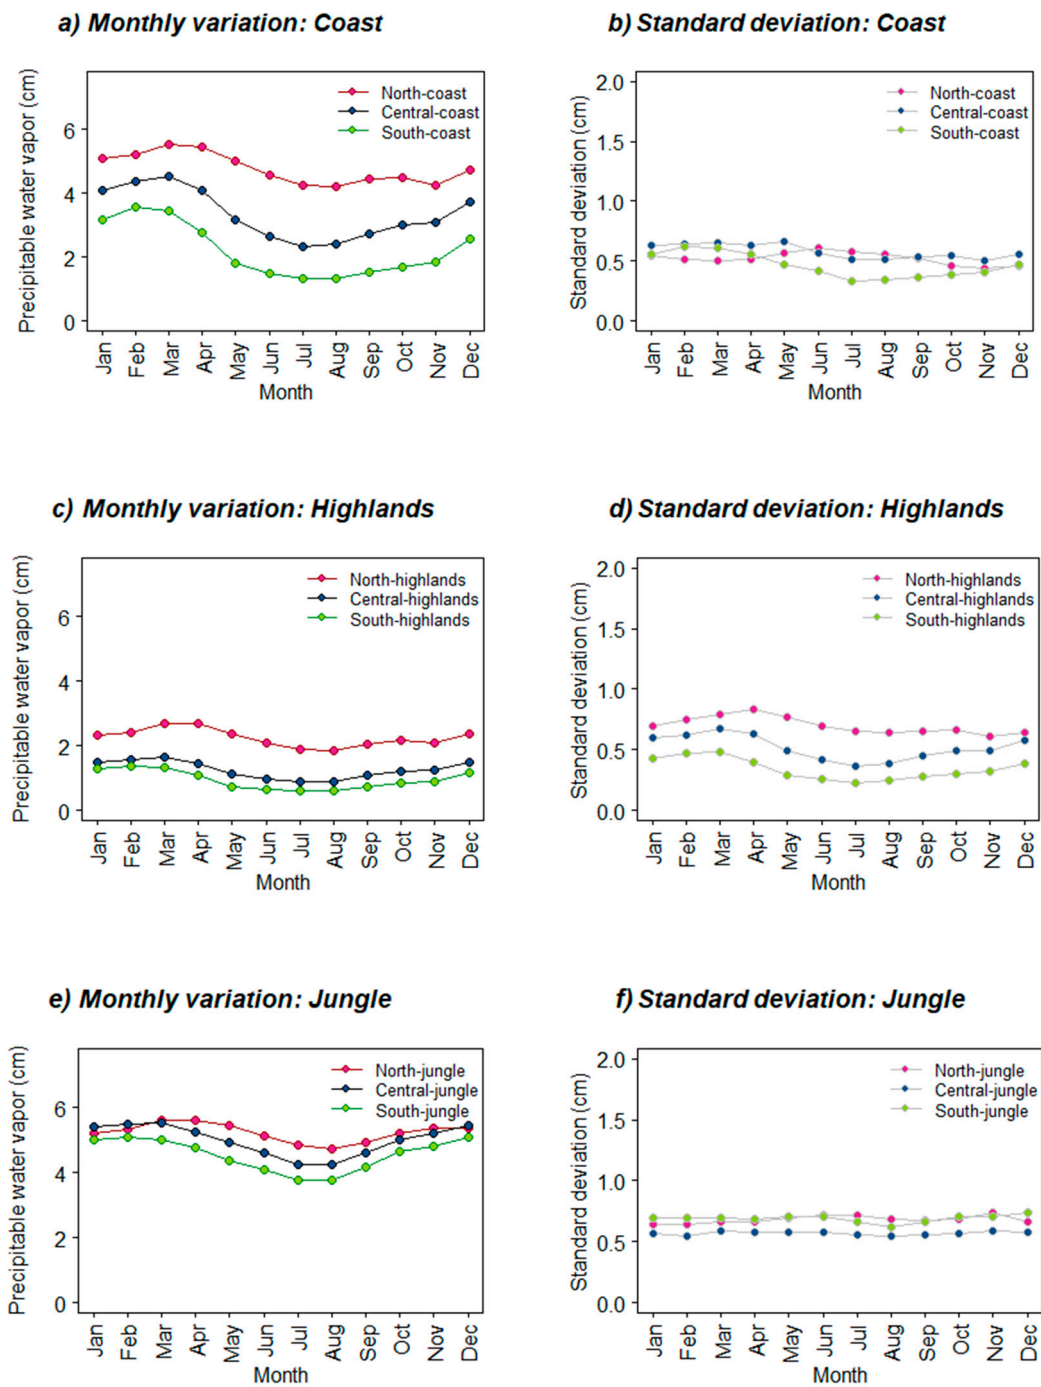 a) Monthly variation: Coast
Precipitable water vapor (cm)
6
4
2
0
North-coast
Central-coast
South-coast
Jan Feb Mar Apr May Jun Jul Aug Sep Oct Nov Dec
Month
b) Standard deviation: Coast
Standard deviation (cm)
2.0
1.5
1.0
0.5
0.0
North-coast
Central-coast
South-coast
Jan Feb Mar Apr May Jun Jul Aug Sep Oct Nov Dec
Month
c) Monthly variation: Highlands
Precipitable water vapor (cm)
6
4
2
0
North-highlands
Central-highlands
South-highlands
Jan Feb Mar Apr May Jun Jul Aug Sep Oct Nov Dec
Month
d) Standard deviation: Highlands
Standard deviation (cm)
2.0
1.5
1.0
0.5
0.0
North-highlands
Central-highlands
South-highlands
Jan Feb Mar Apr May Jun Jul Aug Sep Oct Nov Dec
Month
e) Monthly variation: Jungle
Precipitable water vapor (cm)
6
4
2
0
North-jungle
Central-jungle
South-jungle
Jan Feb Mar Apr May Jun Jul Aug Sep Oct Nov Dec
Month
f) Standard deviation: Jungle
Standard deviation (cm)
2.0
1.5
1.0
0.5
0.0
North-jungle
Central-jungle
South-jungle
Jan Feb Mar Apr May Jun Jul Aug Sep Oct Nov Dec
Month